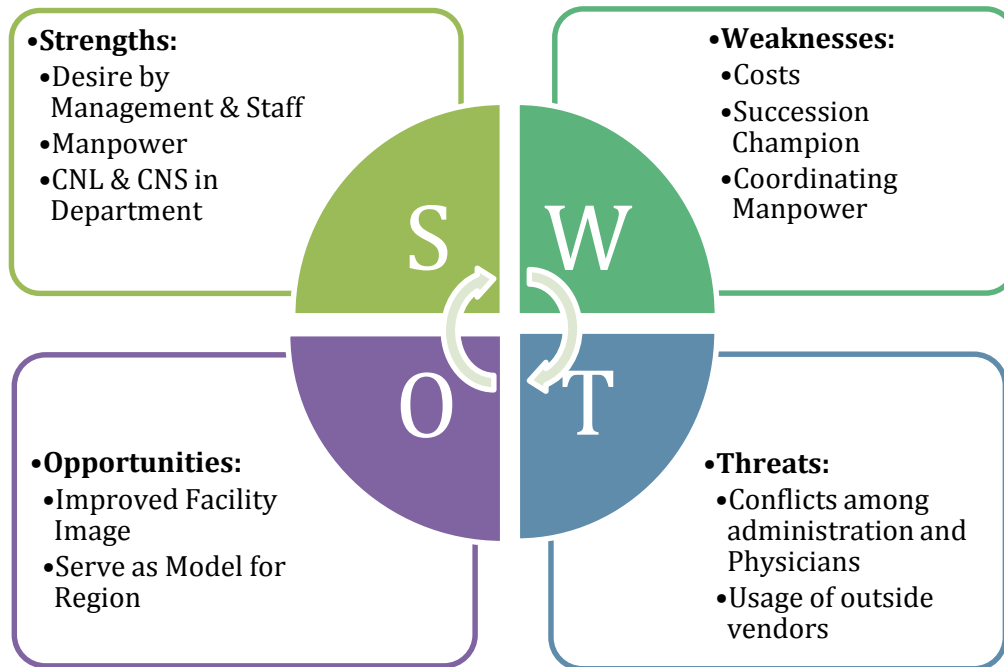 •Strengths:
•Desire by
Management & Staff
•Manpower
•CNL & CNS in
Department
•Weaknesses:
•Costs
•Succession
Champion
•Coordinating
Manpower
S
W
O
T
•Opportunities:
•Improved Facility
Image
•Serve as Model for
Region
•Threats:
•Conflicts among
administration and
Physicians
•Usage of outside
vendors